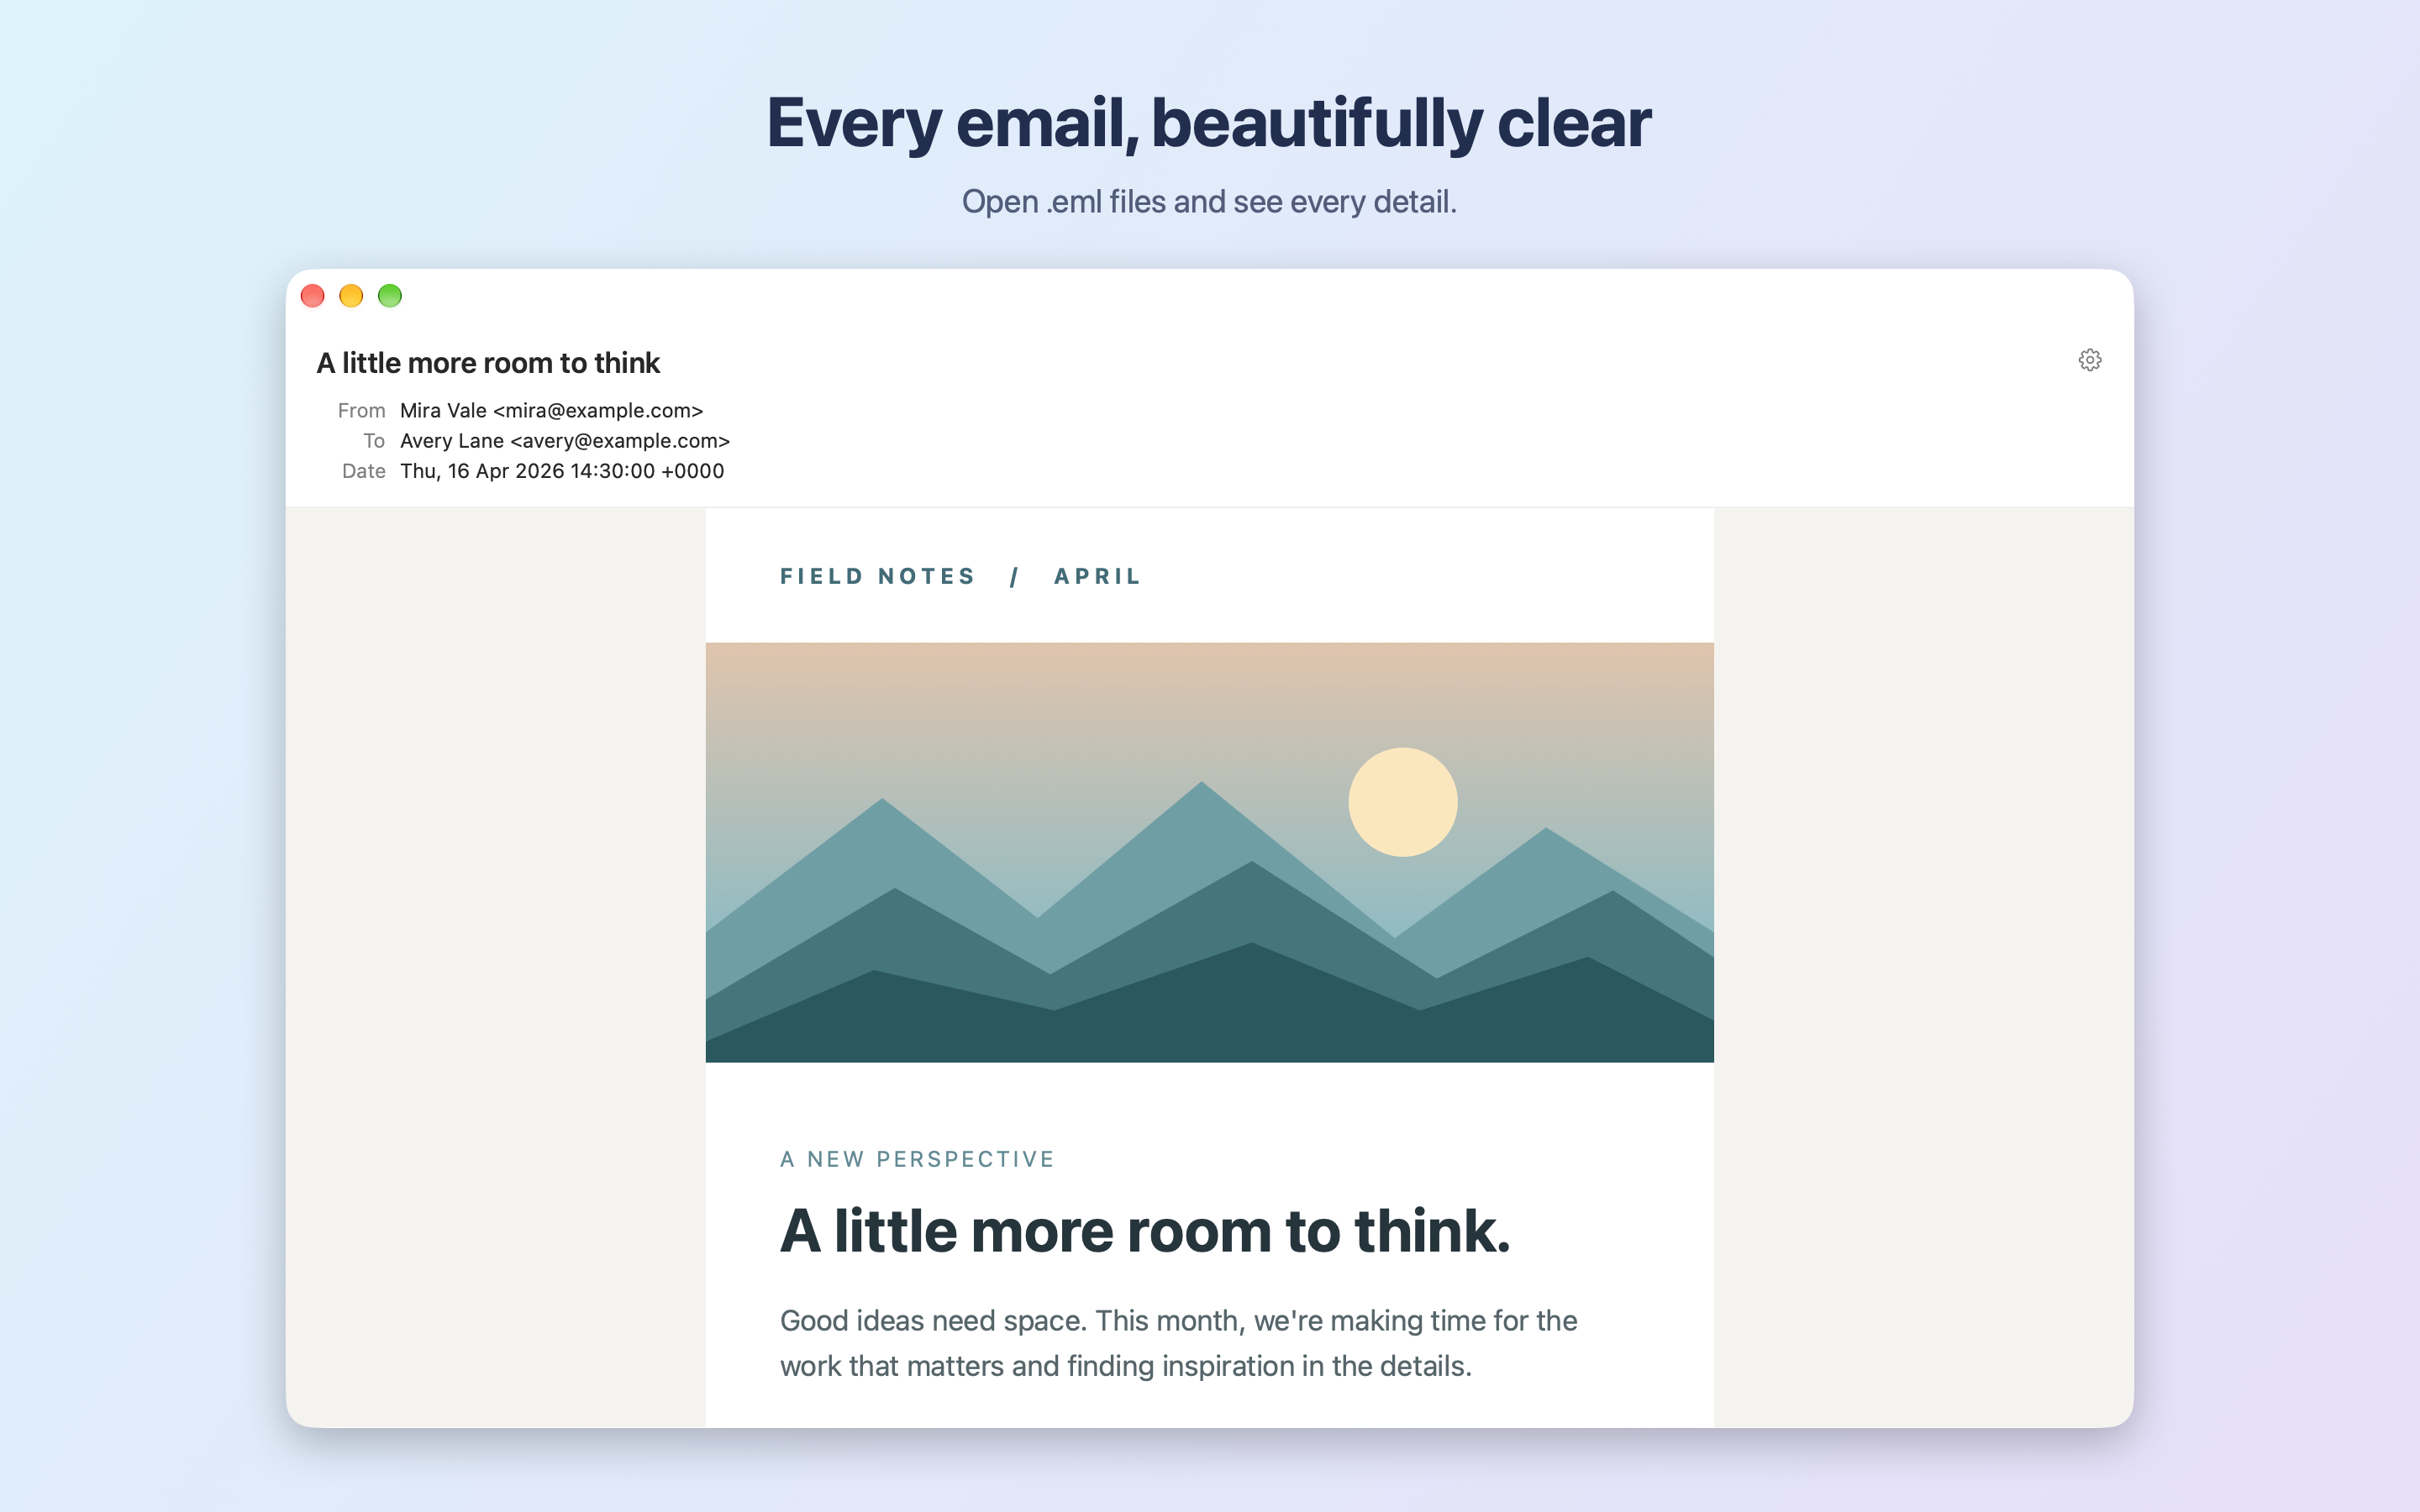 Every email, beautifully clear
Open .eml files and see every detail.
A little more room to think
From Mira Vale <mira@example.com>
To Avery Lane <avery@example.com>
Date Thu, 16 Apr 2026 14:30:00 +0000
FIELD NOTES / APRIL
A NEW PERSPECTIVE
A little more room to think.
Good ideas need space. This month, we're making time for the
work that matters and finding inspiration in the details.